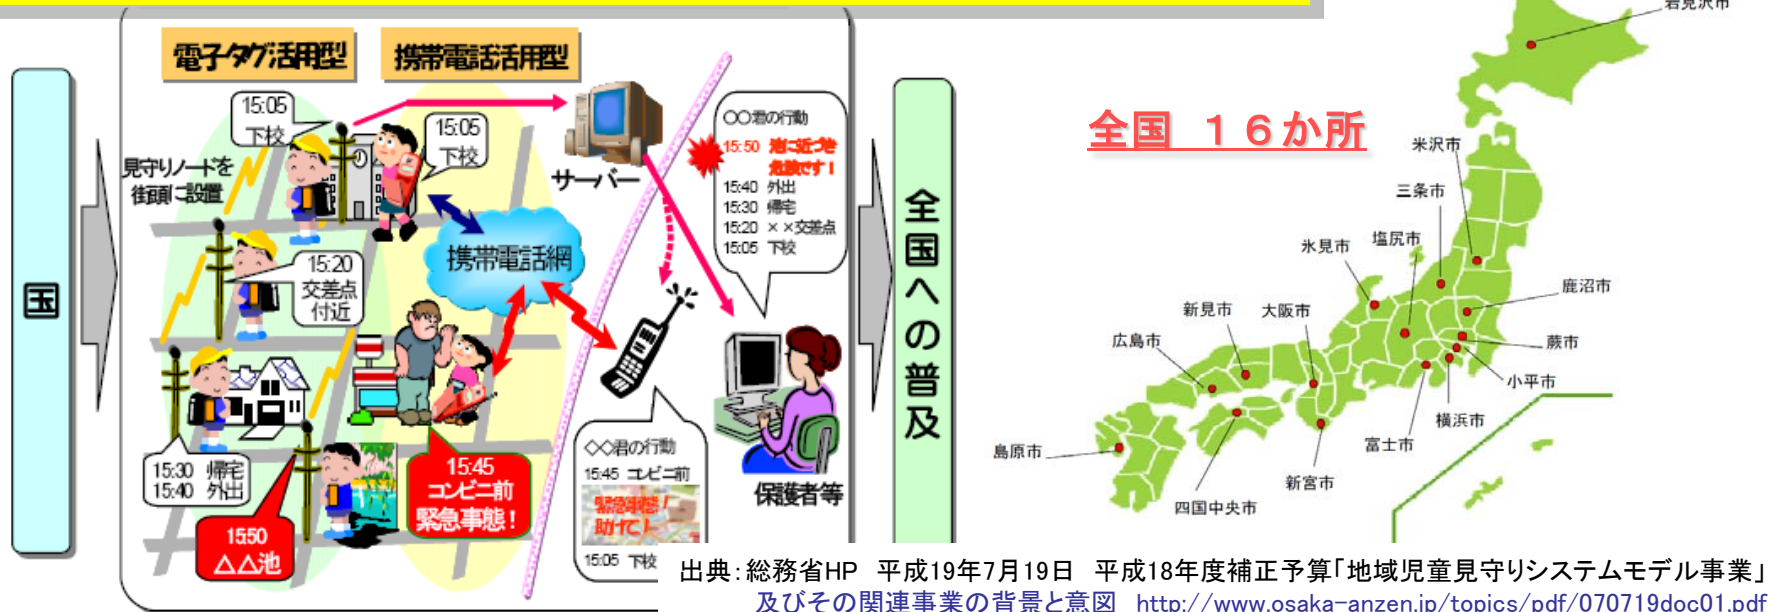 電子タグ活用型
携帯電話活用型
国
15:05
下校
15:05
下校
見守りノードを
街頭に設置
サーバー
〇〇君の行動
15:50 池に近づき
危険です！
15:40 外出
15:30 帰宅
15:20 ××交差点
15:05 下校
携帯電話網
15:20
交差点
付近
15:30 帰宅
15:40 外出
1550
△△池
15:45
コンビニ前
緊急事態！
◇◇君の行動
15:45 コンビニ前
緊急事態！
助けて！
15:05 下校
保護者等
全国への普及
全国　１６か所
岩見沢市
米沢市
三条市
塩尻市
氷見市
鹿沼市
新見市
大阪市
広島市
蕨市
小平市
横浜市
富士市
島原市
新宮市
四国中央市
出典：総務省HP　平成19年7月19日　平成18年度補正予算「地域児童見守りシステムモデル事業」
及びその関連事業の背景と意図　http://www.osaka-anzen.jp/topics/pdf/070719doc01.pdf